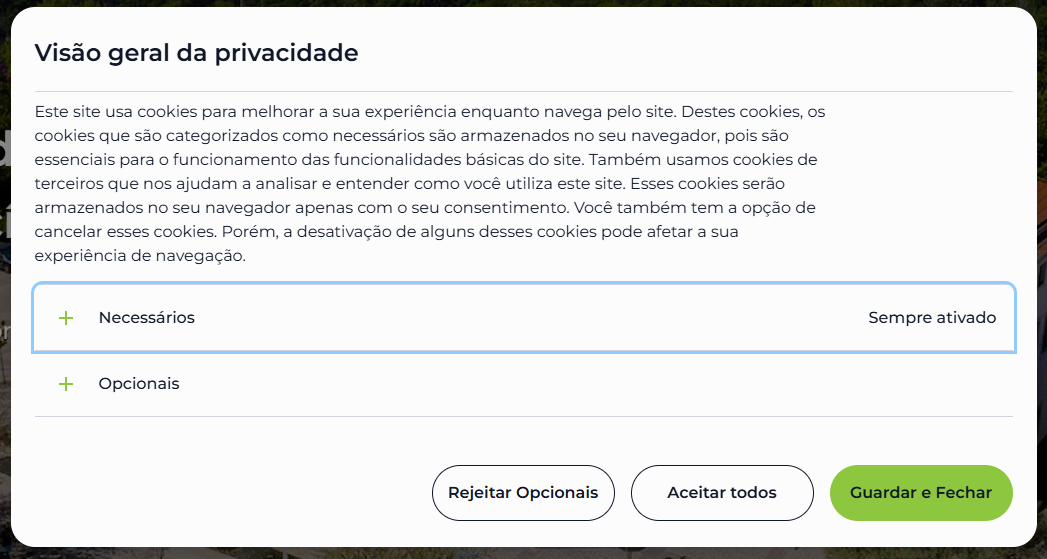 Visão geral da privacidade
Este site usa cookies para melhorar a sua experiência enquanto navega pelo site. Destes cookies, os
cookies que são categorizados como necessários são armazenados no seu navegador, pois são
essenciais para o funcionamento das funcionalidades básicas do site. Também usamos cookies de
terceiros que nos ajudam a analisar e entender como você utiliza este site. Esses cookies serão
armazenados no seu navegador apenas com o seu consentimento. Você também tem a opção de
cancelar esses cookies. Porém, a desativação de alguns desses cookies pode afetar a sua
experiência de navegação.
Necessários Sempre ativado
Opcionais
Rejeitar Opcionais Aceitar todos Guardar e Fechar